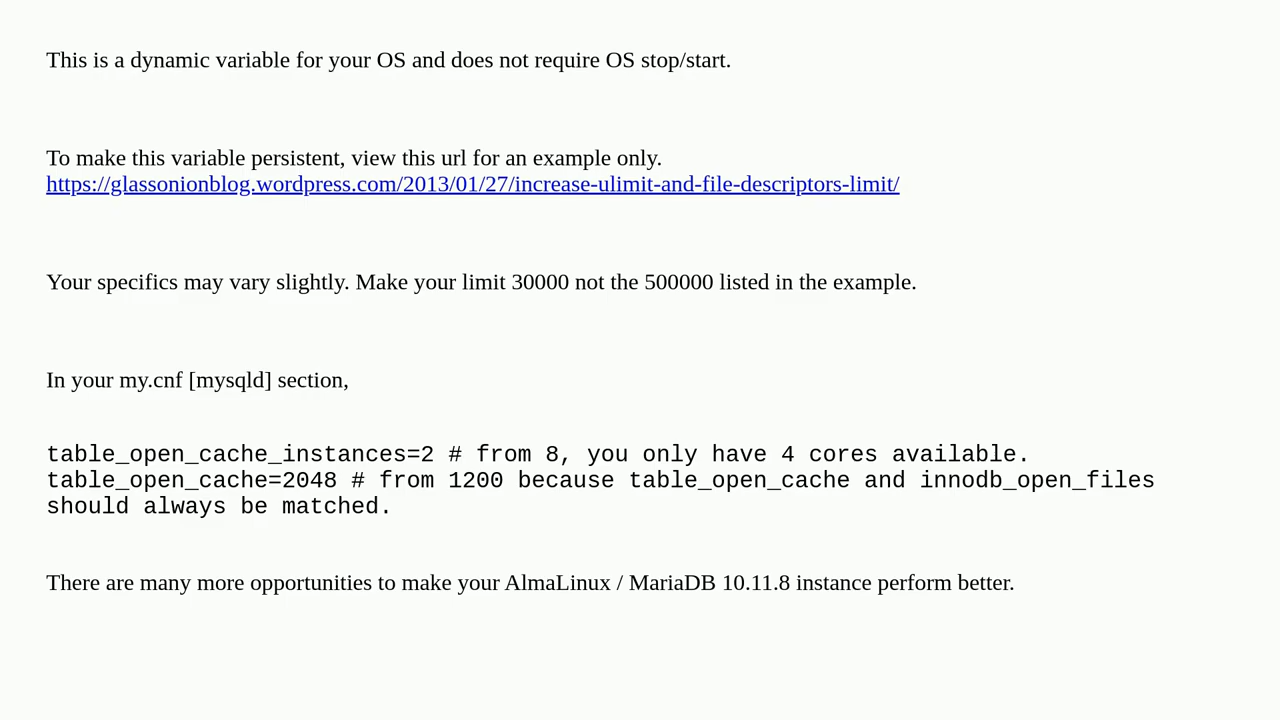 This is a dynamic variable for your OS and does not require OS stop/start.
To make this variable persistent, view this url for an example only.
https://glassonionblog.wordpress.com/2013/01/27/increase-ulimit-and-file-descriptors-limit/
Your specifics may vary slightly. Make your limit 30000 not the 500000 listed in the example.
In your my.cnf [mysqld] section,
table_open_cache_instances=2 # from 8, you only have 4 cores available.
table_open_cache=2048 # from 1200 because table_open_cache and innodb_open_files
should always be matched.
There are many more opportunities to make your AlmaLinux / MariaDB 10.11.8 instance perform better.